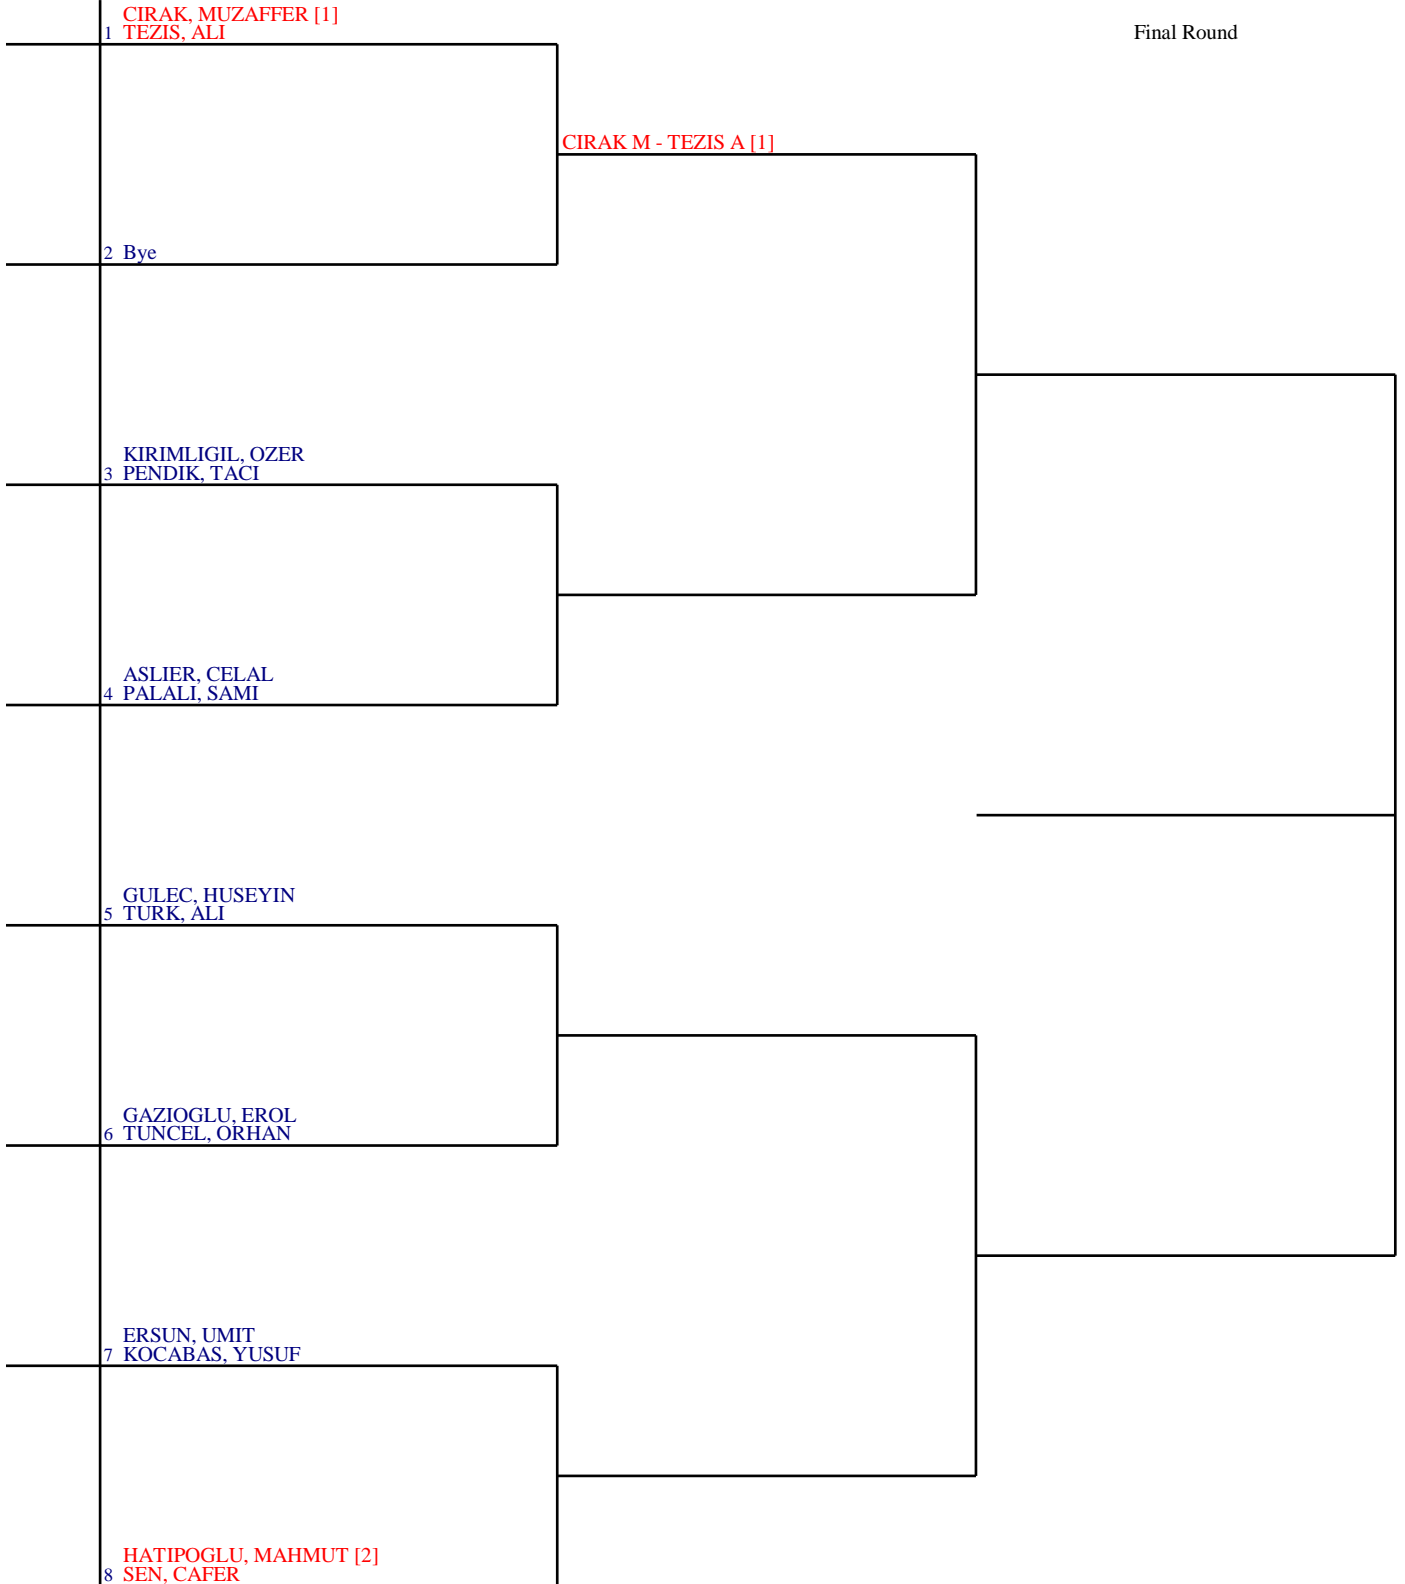 CIRAK, MUZAFFER [1]
1 TEZIS, ALI
Final Round
CIRAK M - TEZIS A [1]
2 Bye
KIRIMLIGIL, OZER
3 PENDIK, TACI
ASLIER, CELAL
4 PALALI, SAMI
GULEC, HUSEYIN
5 TURK, ALI
GAZIOGLU, EROL
6 TUNCEL, ORHAN
ERSUN, UMIT
7 KOCABAS, YUSUF
HATIPOGLU, MAHMUT [2]
8 SEN, CAFER